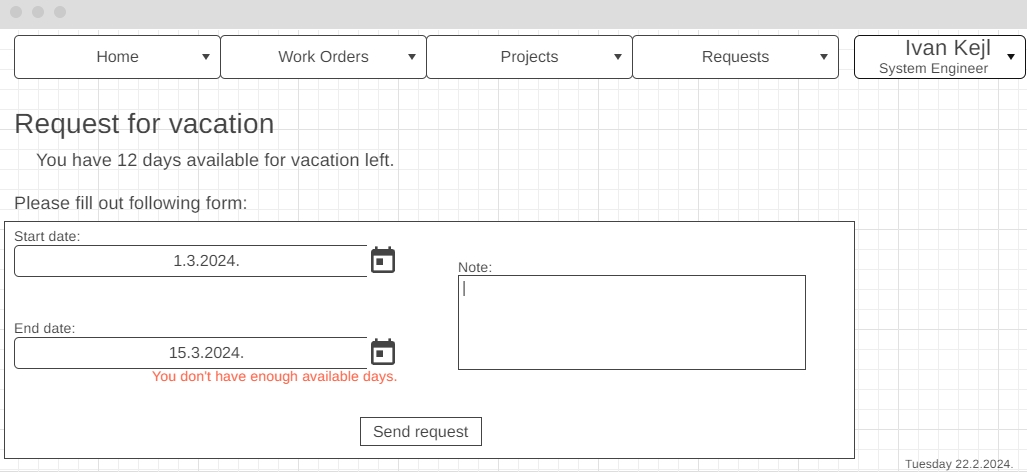 Home
Work Orders
Projects
Requests
Ivan Kejl
System Engineer
Request for vacation
You have 12 days available for vacation left.
Please fill out following form:
Start date:
1.3.2024.
Note:
End date:
15.3.2024.
You don't have enough available days.
Send request
Tuesday 22.2.2024.